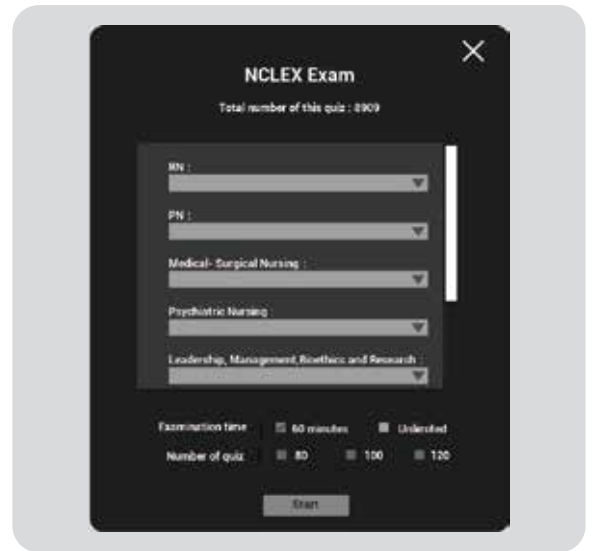 NCLEX Exam
Total number of this quiz : 8909
RN :
PN :
Medical- Surgical Nursing :
Psychiatric Nursing
Leadership, Management, Bioethics and Research :
Examination time 60 minutes Unlimited
Number of quiz 80 100 120
Start